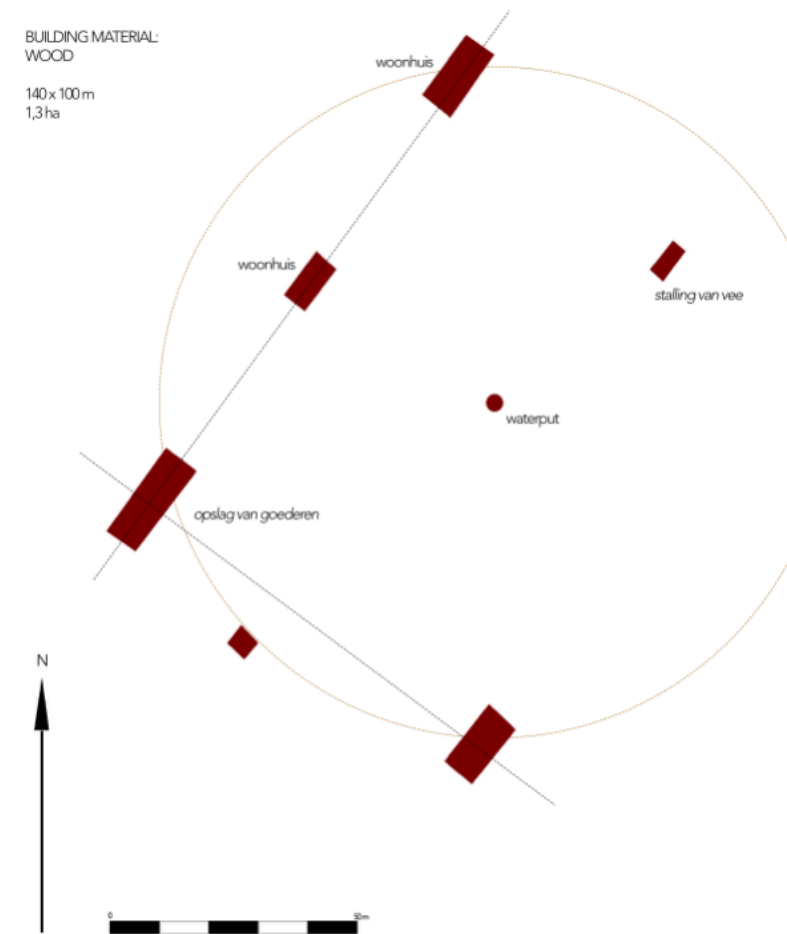 BUILDING MATERIAL:
WOOD
140 x 100 m
1,3 ha
woonhuis
woonhuis
stalling van vee
waterput
opslag van goederen
N
0
50m